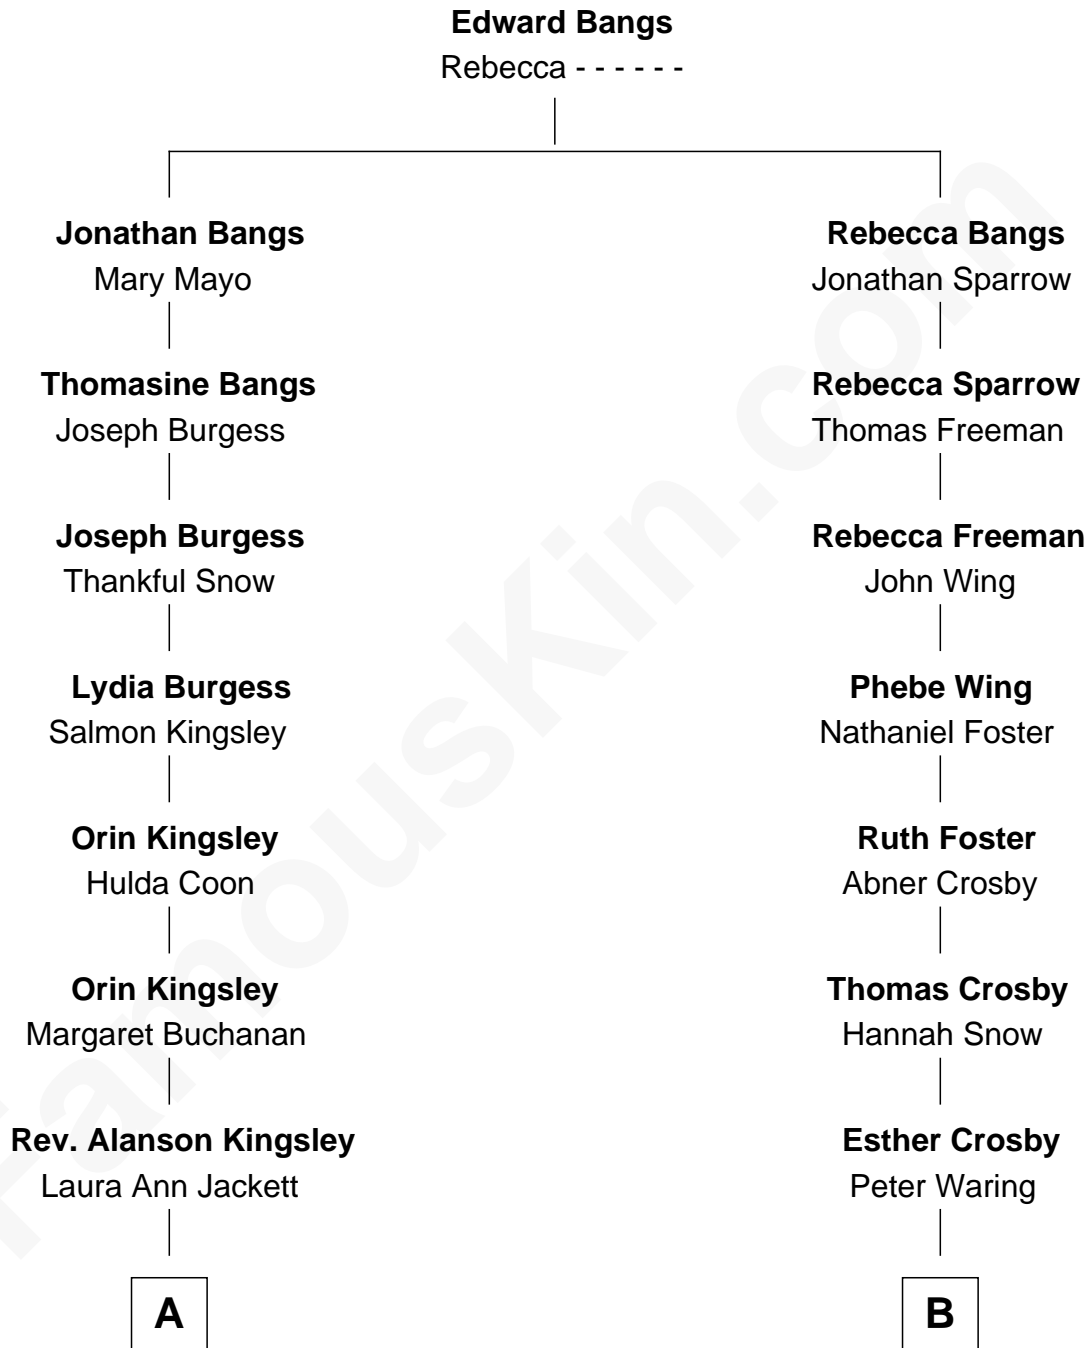 Edward Bangs
Rebecca - - - - - -
Jonathan Bangs
Mary Mayo
Rebecca Bangs
Jonathan Sparrow
Thomasine Bangs
Joseph Burgess
Rebecca Sparrow
Thomas Freeman
Joseph Burgess
Thankful Snow
Rebecca Freeman
John Wing
Lydia Burgess
Salmon Kingsley
Phebe Wing
Nathaniel Foster
Orin Kingsley
Hulda Coon
Ruth Foster
Abner Crosby
Orin Kingsley
Margaret Buchanan
Thomas Crosby
Hannah Snow
Rev. Alanson Kingsley
Laura Ann Jackett
Esther Crosby
Peter Waring
A
B
FamousKin.com